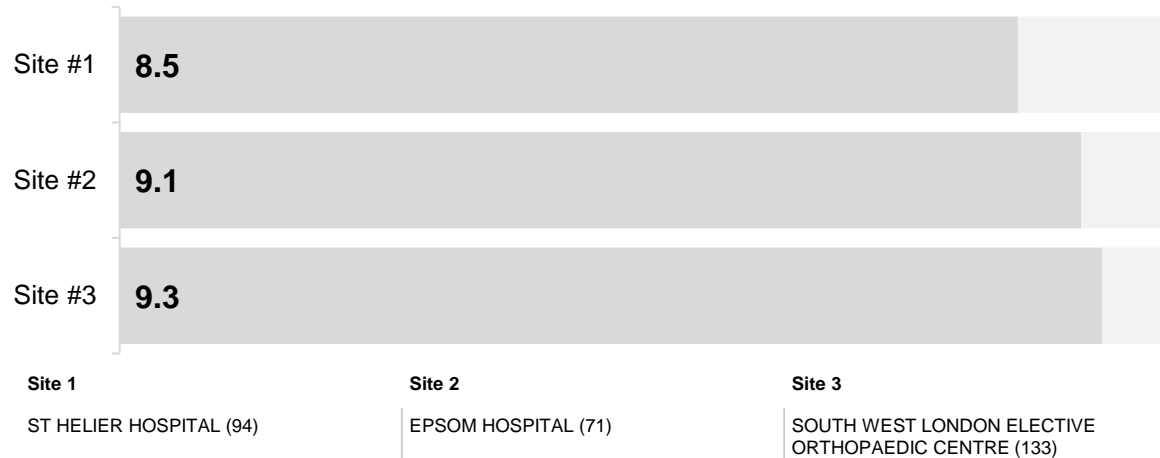 Site #1
8.5
Site #2
9.1
Site #3
9.3
Site 1
ST HELIER HOSPITAL (94)
Site 2
EPSOM HOSPITAL (71)
Site 3
SOUTH WEST LONDON ELECTIVE
ORTHOPAEDIC CENTRE (133)